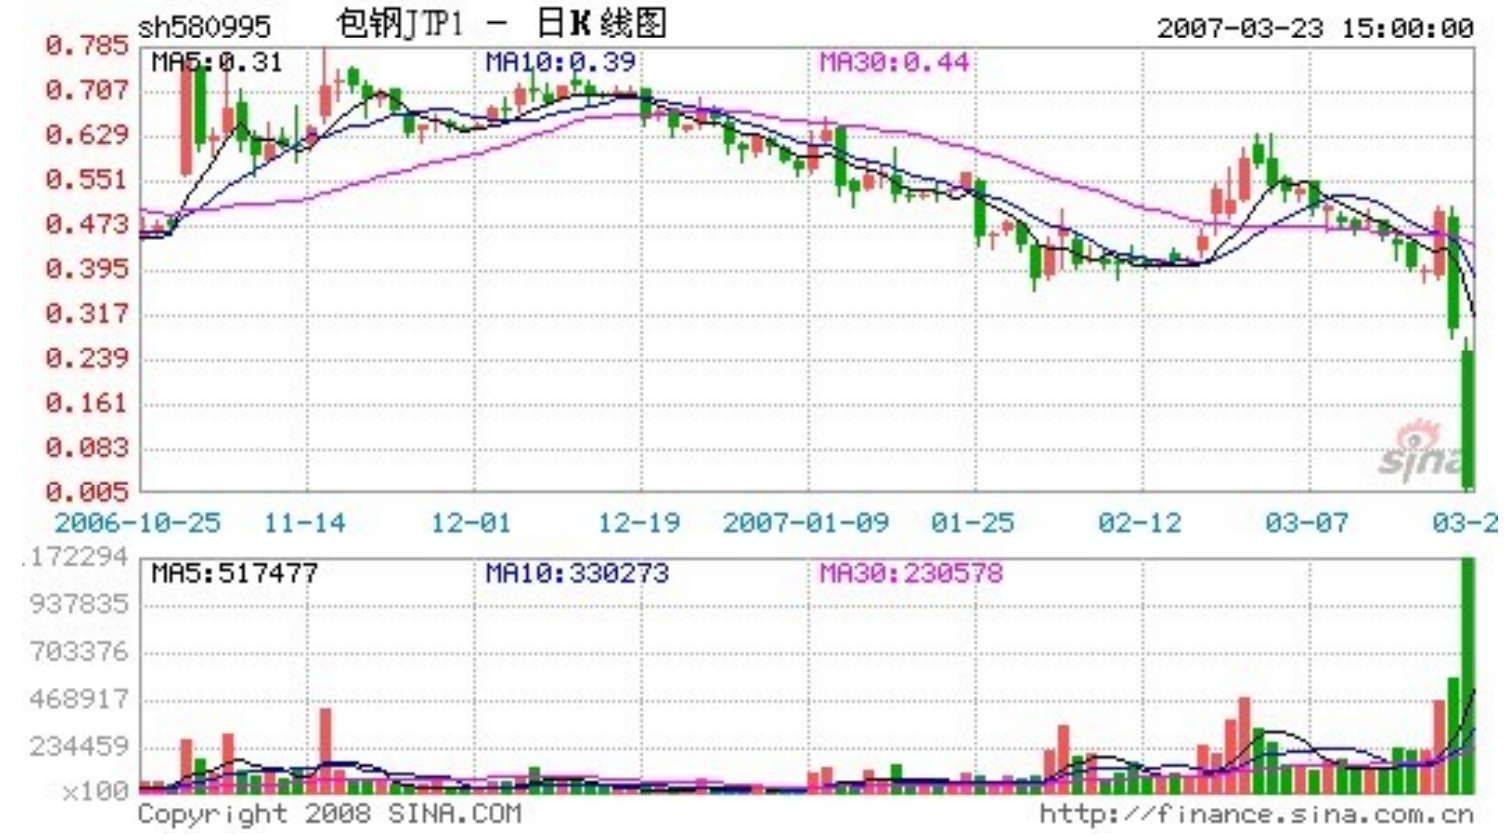 sh580995 包钢JTP1 - 日K线图 2007-03-23 15:00:00
0.785
MA5:0.31 MA10:0.39 MA30:0.44
0.707
0.629
0.551
0.473
0.395
0.317
0.239
0.161
0.083
sina
0.005
2006-10-25 11-14 12-01 12-19 2007-01-09 01-25 02-12 03-07 03-2
172294
MA5:517477 MA10:330273 MA30:230578
937835
703376
468917
234459
x100
Copyright 2008 SINA.COM http://finance.sina.com.cn